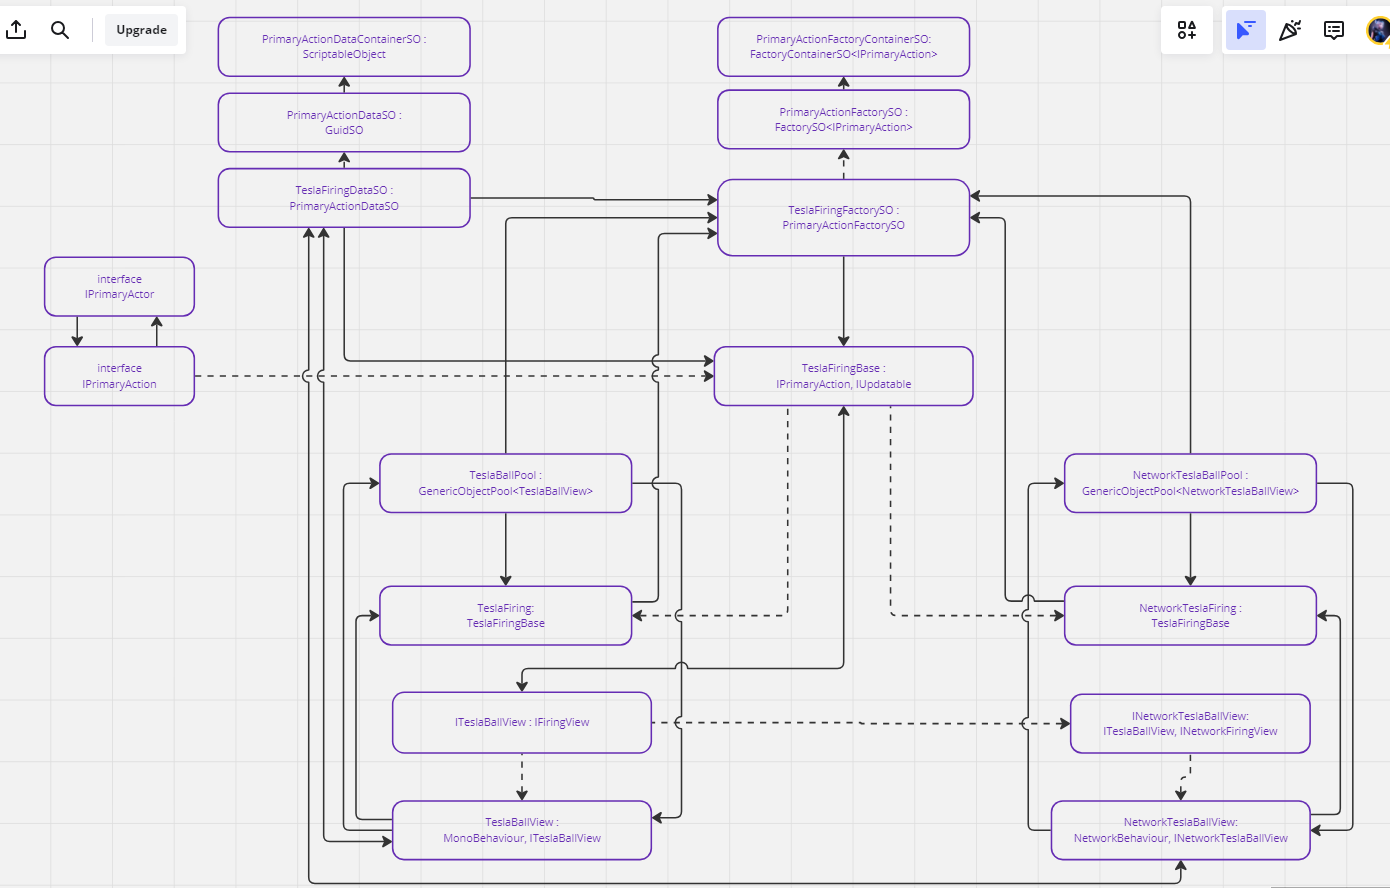 Upgrade
PrimaryActionDataContainerSO :
ScriptableObject
PrimaryActionFactoryContainerSO:
FactoryContainerSO<IPrimaryAction>
PrimaryActionDataSO :
GuidSO
PrimaryActionFactorySO :
FactorySO<IPrimaryAction>
TeslaFiringDataSO :
PrimaryActionDataSO
TeslaFiringFactorySO :
PrimaryActionFactorySO
interface
IPrimaryActor
interface
IPrimaryAction
TeslaFiringBase :
IPrimaryAction, IUpdatable
TeslaBallPool :
GenericObjectPool<TeslaBallView>
NetworkTeslaBallPool :
GenericObjectPool<NetworkTeslaBallView>
TeslaFiring:
TeslaFiringBase
NetworkTeslaFiring :
TeslaFiringBase
ITeslaBallView : IFiringView
INetworkTeslaBallView:
ITeslaBallView, INetworkFiringView
TeslaBallView :
MonoBehaviour, ITeslaBallView
NetworkTeslaBallView:
NetworkBehaviour, INetworkTeslaBallView